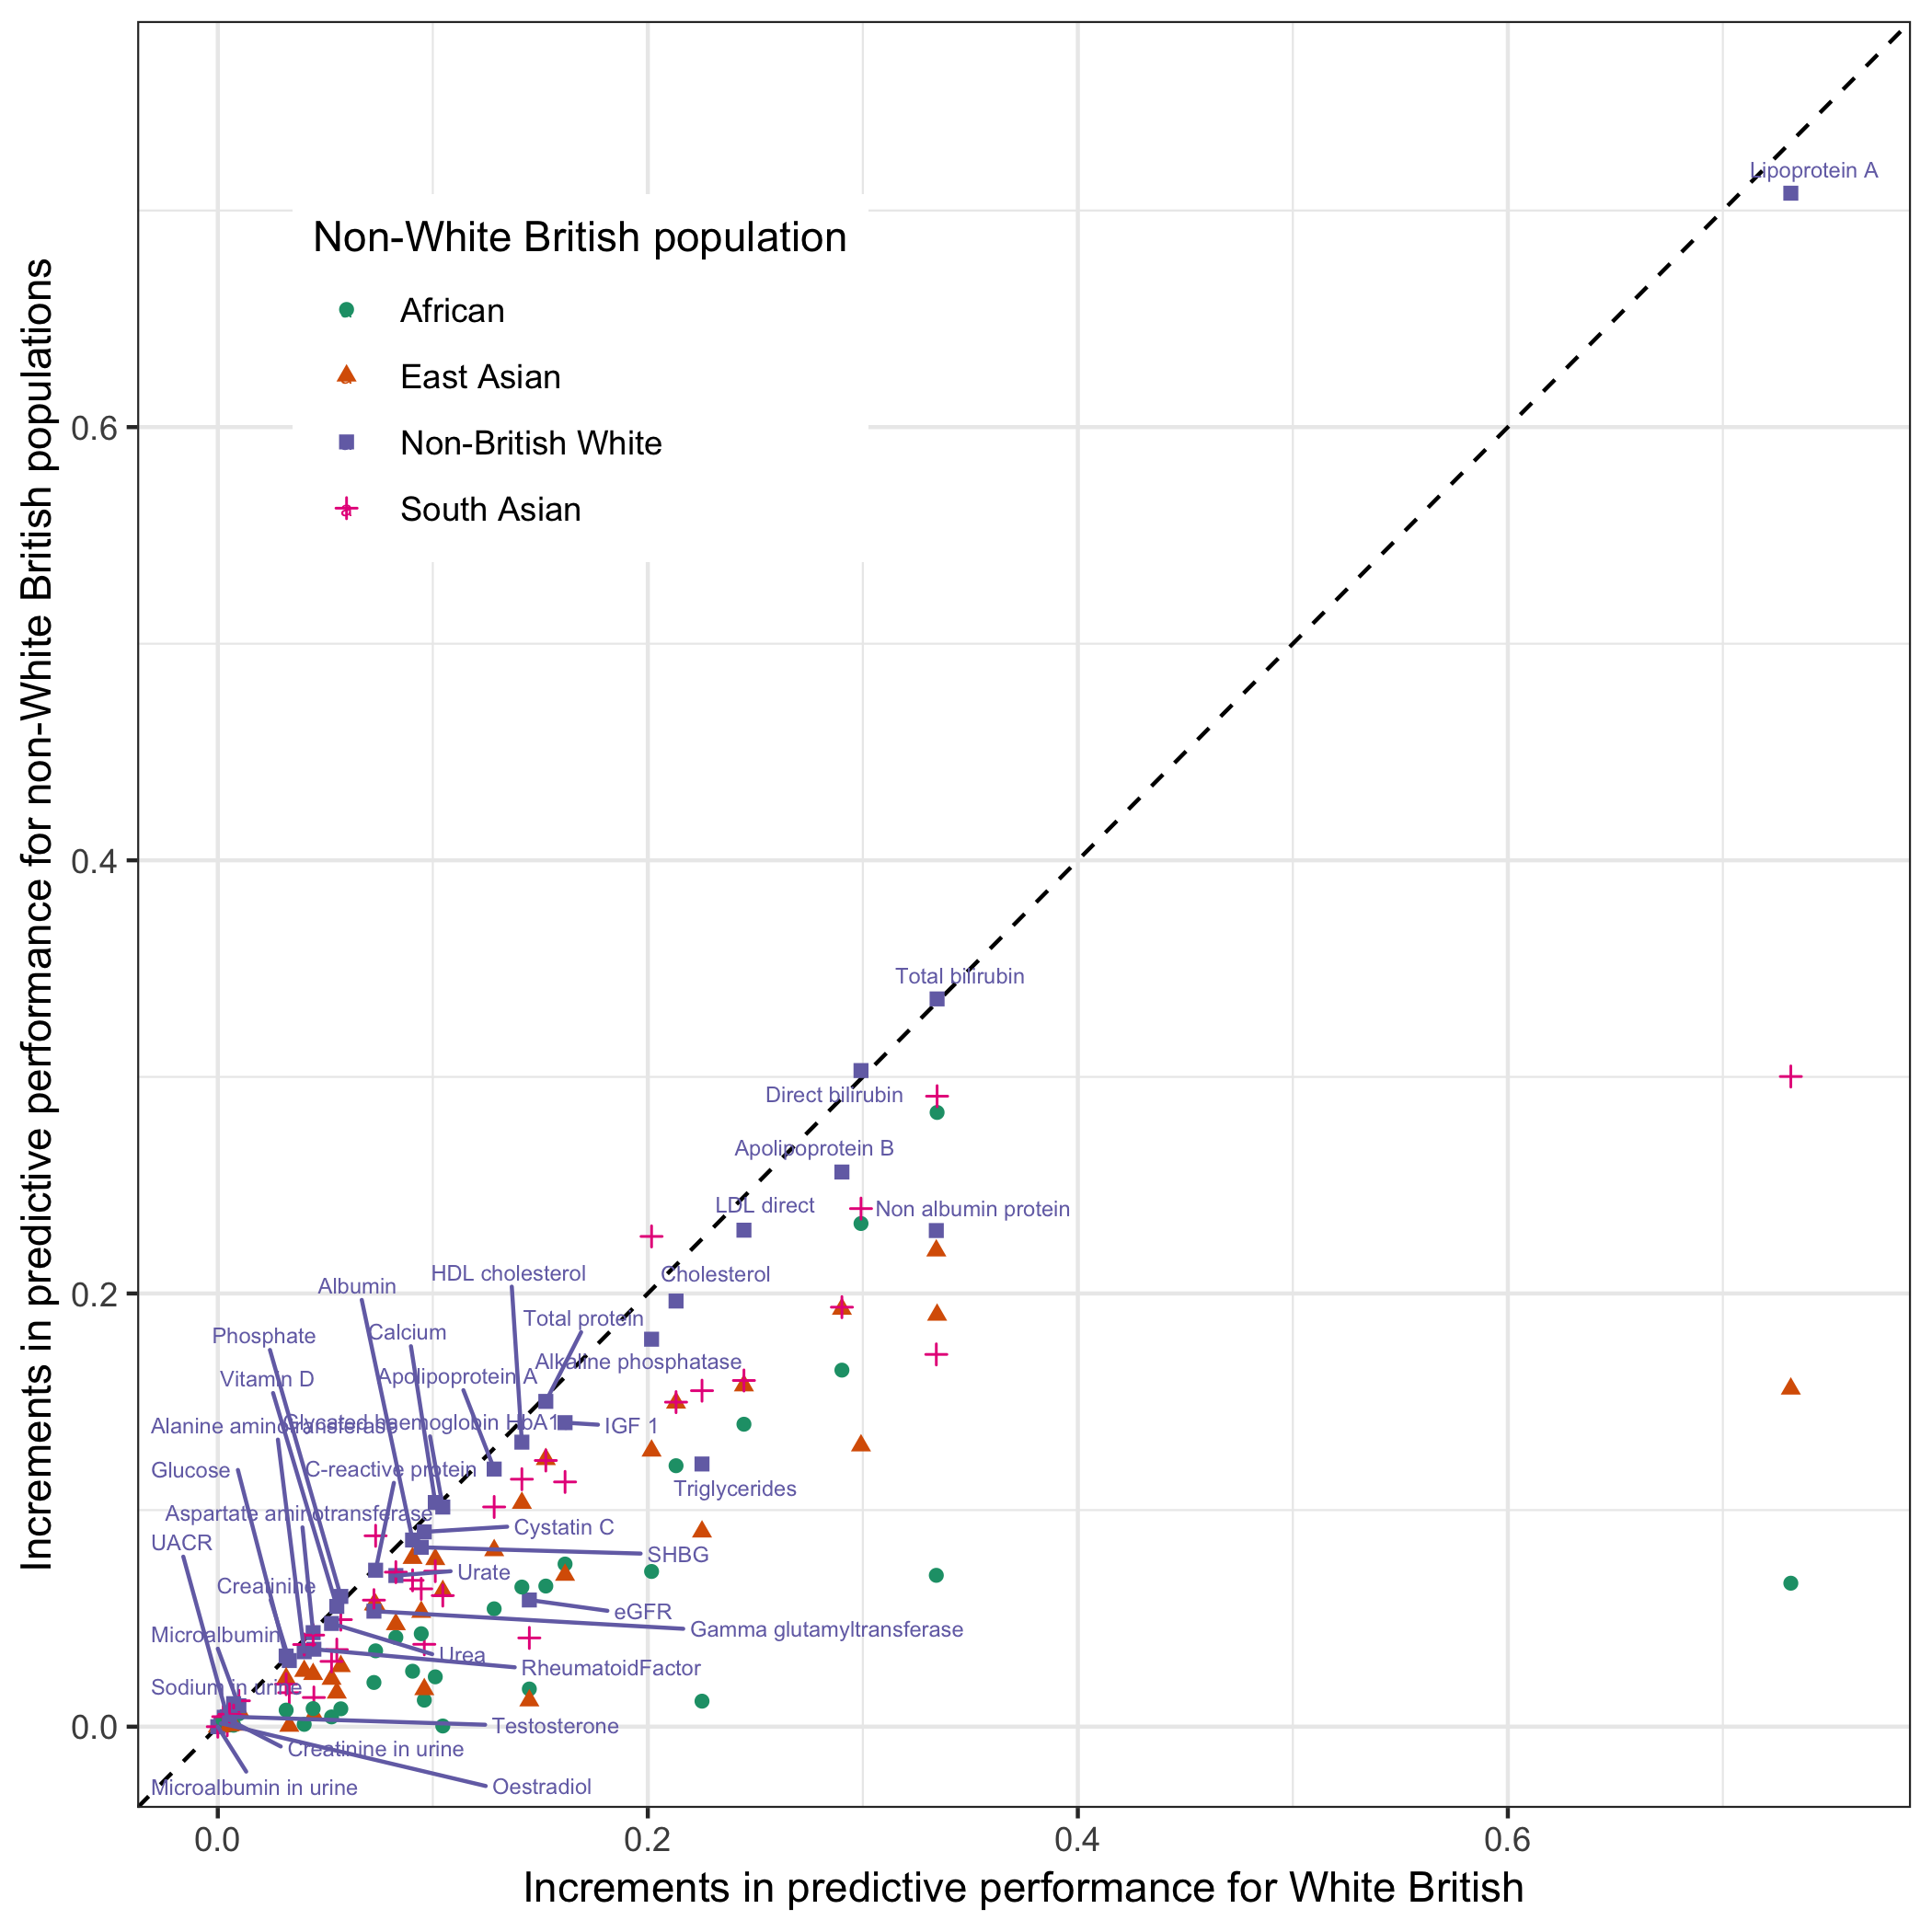 Lipoprotein A
Non-White British population
African
East Asian
Non-British White
South Asian
Increments in predictive performance for non-White British populations
0.6
0.4
0.2
0.0
Total bilirubin
Direct bilirubin
Apolipoprotein B
LDL direct
Non albumin protein
Cholesterol
HDL cholesterol
Albumin
Total protein
Calcium
Phosphate
Alkaline phosphatase
Apolipoprotein A
Vitamin D
Glycated haemoglobin HbA1
Alanine aminotransferase
IGF 1
Glucose
C-reactive protein
Triglycerides
Aspartate aminotransferase
Cystatin C
UACR
SHBG
Urate
Creatinine
eGFR
Gamma glutamyltransferase
Microalbumin
Urea
RheumatoidFactor
Sodium in urine
Testosterone
Creatinine in urine
Microalbumin in urine
Oestradiol
0.0
0.2
0.4
0.6
Increments in predictive performance for White British